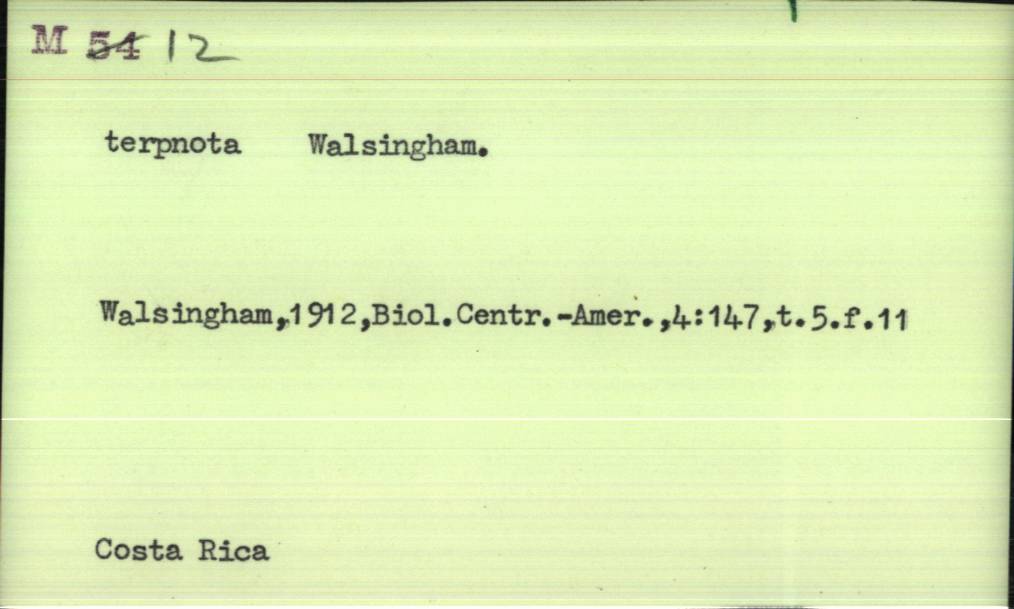 M 54 12
terpnota Walsingham.
Walsingham,1912,Biol.Centr.-Amer.,4:147,t.5.f.11
Costa Rica